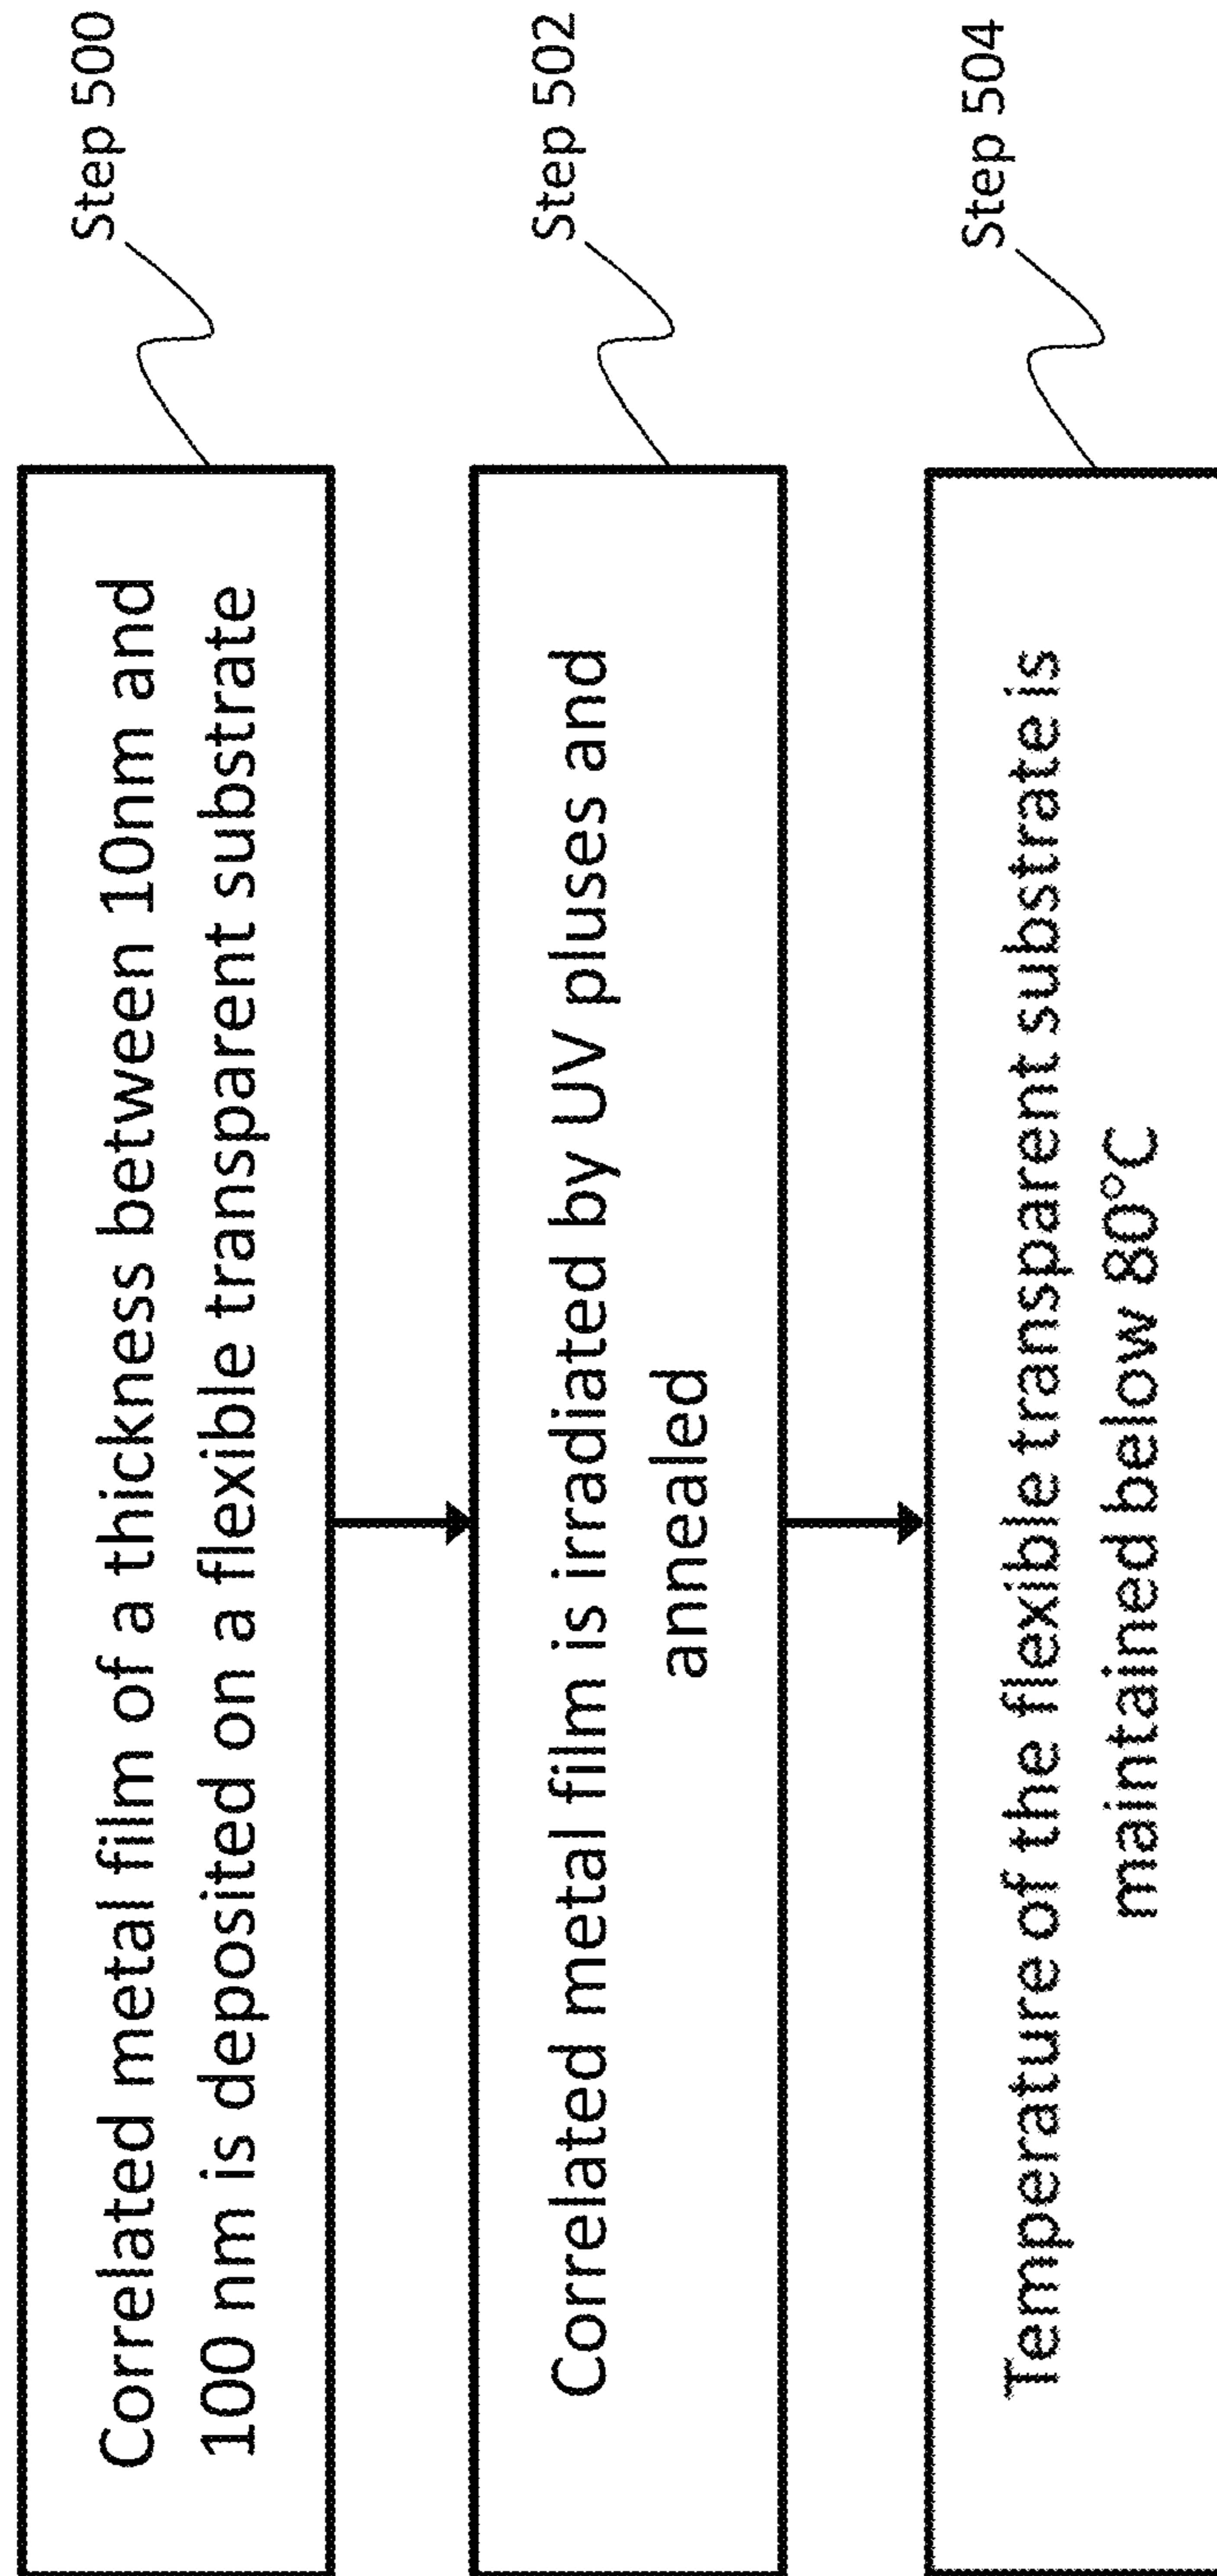 Correlated metal film of a thickness between 10nm and
100 nm is deposited on a flexible transparent substrate
Step 500
Correlated metal film is irradiated by UV pluses and
annealed
Step 502
Temperature of the flexible transparent substrate is
maintained below 80°C
Step 504